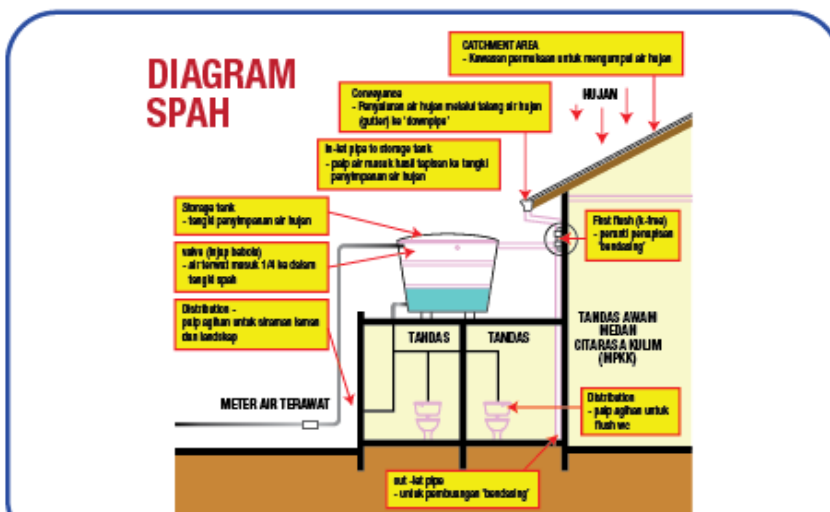 DIAGRAM
SPAH
CATCHMENT AREA
- Kawasan permukaan untuk mengumpul air hujan
Conveyance
- Penyaluran air hujan melalui talang air hujan
(gutter) ke 'downpipe'
HUJAN
In-let pipe to storage tank
- paip air masuk hasil tapisan ke tangki
penyimpanan air hujan
Storage tank
- tangki penyimpanan air hujan
First flush (k-free)
- peranti penapisan
'bendasing'
valve (injap bebola)
- air terwat masuk 1/4 ke dalam
tangki spah
Distribution -
paip agihan untuk siraman laman
dan landskap
TANDAS
TANDAS
TANDAS AWAM
MEDAN
CITARASA KULIM
(MPKK)
METER AIR TERAWAT
Distribution
- paip agihan untuk
flush wc
out -let pipe
- untuk pembuangan 'bendasing'